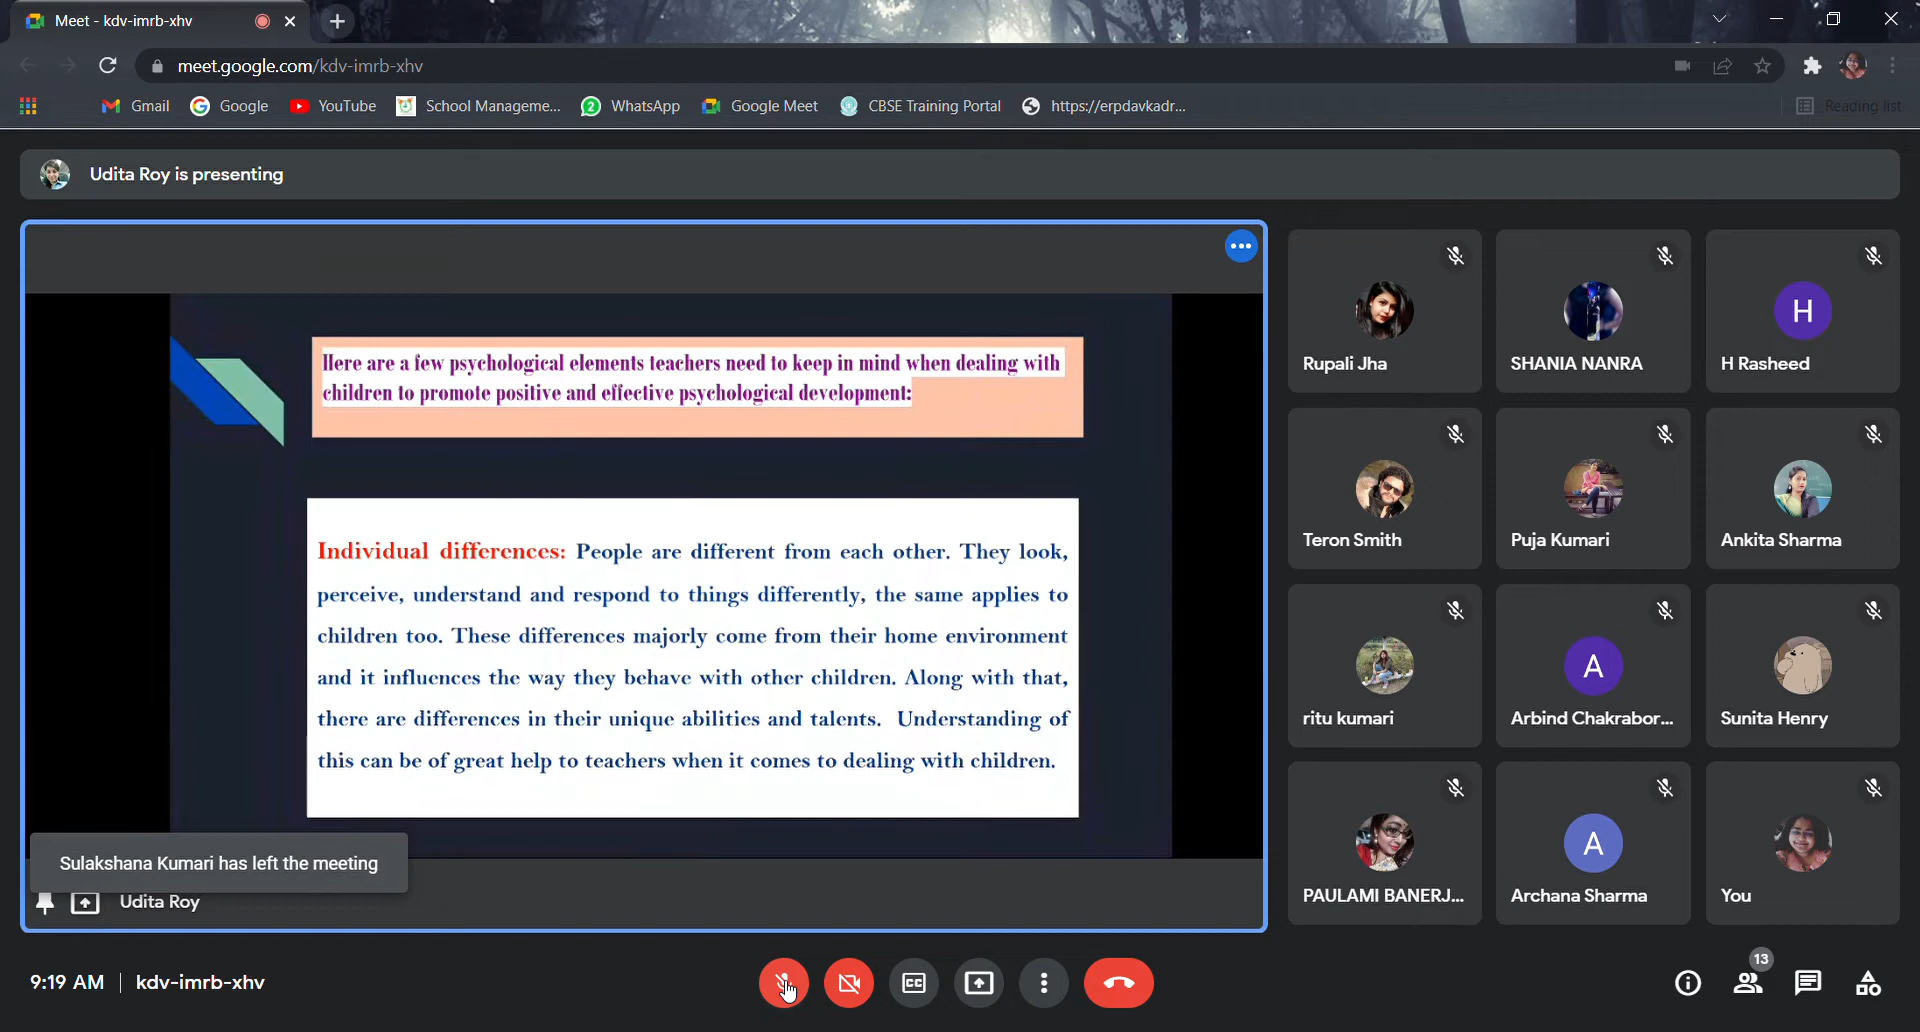 Meet - kdv-imrb-xhv
meet.google.com/kdv-imrb-xhv
Gmail
Google
YouTube
School Manageme...
2
WhatsApp
Google Meet
CBSE Training Portal
https://erpdavkadr...
Reading list
Udita Roy is presenting
Here are a few psychological elements teachers need to keep in mind when dealing with
children to promote positive and effective psychological development:
Individual differences: People are different from each other. They look,
perceive, understand and respond to things differently, the same applies to
children too. These differences majorly come from their home environment
and it influences the way they behave with other children. Along with that,
there are differences in their unique abilities and talents. Understanding of
this can be of great help to teachers when it comes to dealing with children.
Sulakshana Kumari has left the meeting
Udita Roy
Rupali Jha
SHANIA NANRA
H
H Rasheed
Teron Smith
Puja Kumari
Ankita Sharma
ritu kumari
A
Arbind Chakrabor...
Sunita Henry
PAULAMI BANERJ...
A
Archana Sharma
You
9:19 AM
kdv-imrb-xhv
CC
13